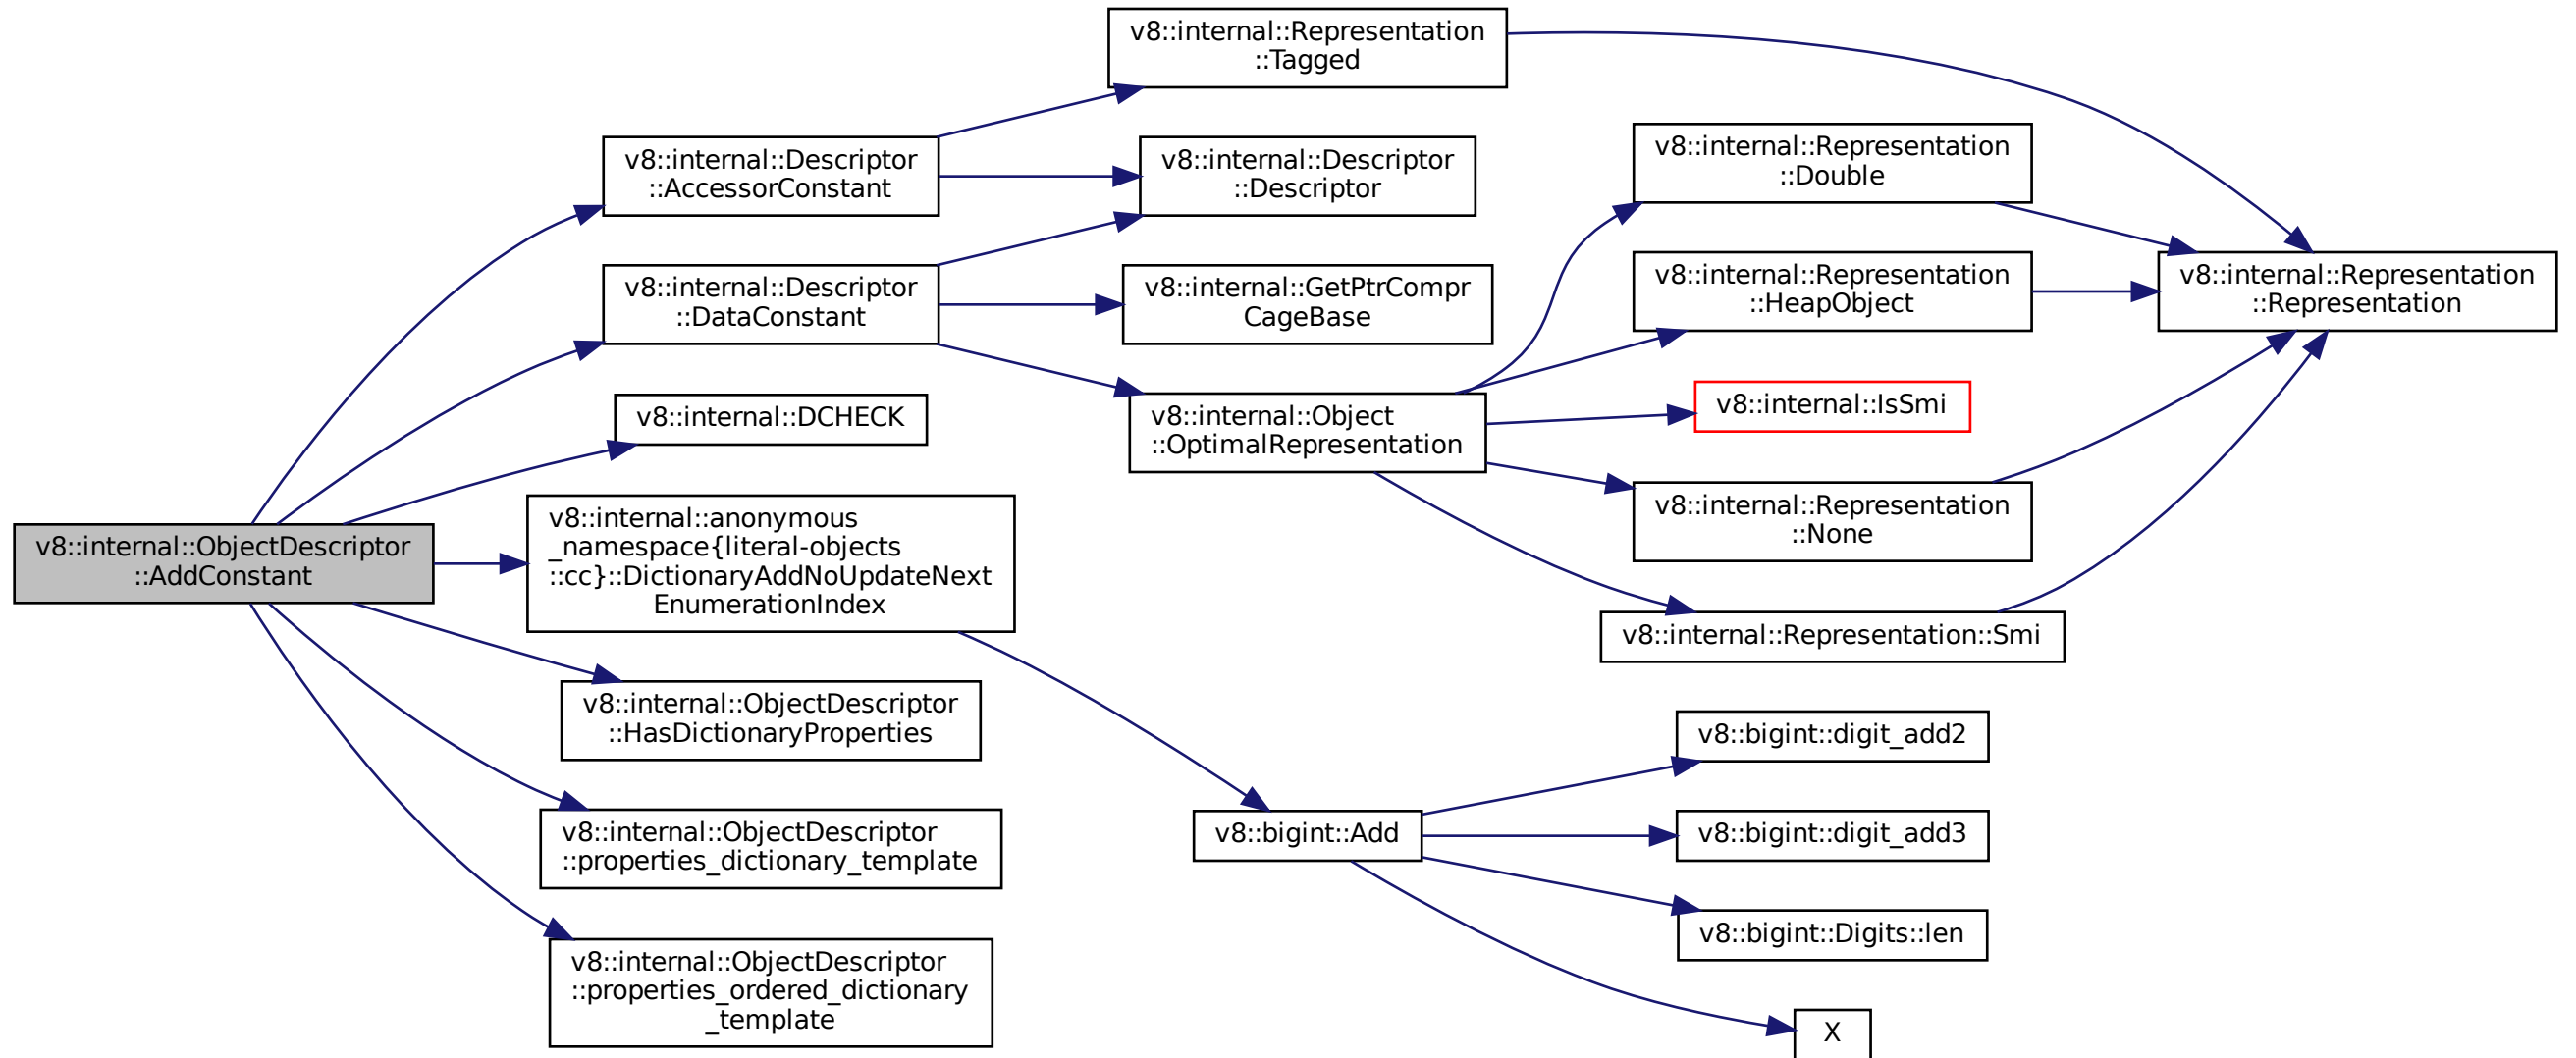 v8::internal::ObjectDescriptor
::AddConstant
v8::internal::Descriptor
::AccessorConstant
v8::internal::Descriptor
::DataConstant
v8::internal::DCHECK
v8::internal::anonymous
_namespace{literal-objects
::cc}::DictionaryAddNoUpdateNext
EnumerationIndex
v8::internal::ObjectDescriptor
::HasDictionaryProperties
v8::internal::ObjectDescriptor
::properties_dictionary_template
v8::internal::ObjectDescriptor
::properties_ordered_dictionary
_template
v8::internal::Representation
::Tagged
v8::internal::Descriptor
::Descriptor
v8::internal::GetPtrCompr
CageBase
v8::internal::Object
::OptimalRepresentation
v8::bigint::Add
v8::internal::Representation
::Double
v8::internal::Representation
::HeapObject
v8::internal::IsSmi
v8::internal::Representation
::None
v8::internal::Representation::Smi
v8::bigint::digit_add2
v8::bigint::digit_add3
v8::bigint::Digits::len
X
v8::internal::Representation
::Representation